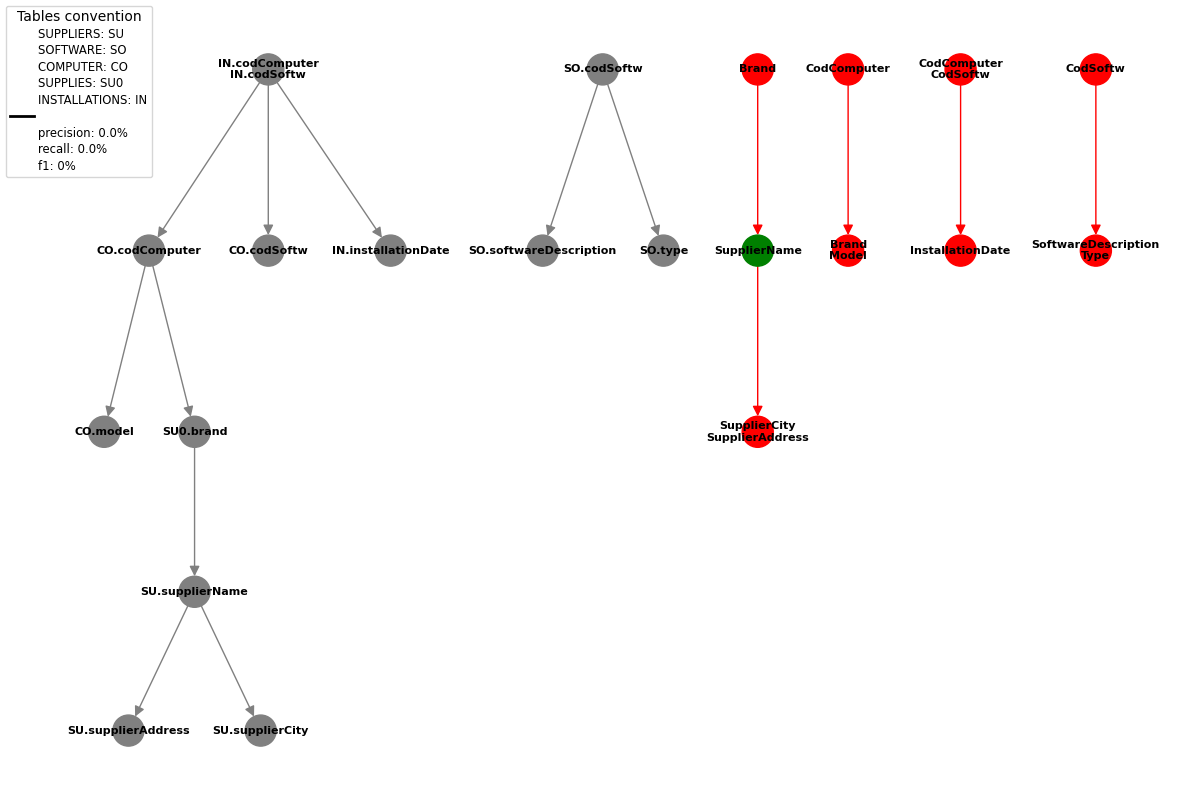 Tables convention
SUPPLIERS: SU
SOFTWARE: SO
COMPUTER: CO
SUPPLIES: SU0
INSTALLATIONS: IN
precision: 0.0%
recall: 0.0%
f1: 0%
IN.codComputer
IN.codSoftw
SO.codSoftw
Brand
CodComputer
CodComputer
CodSoftw
CodSoftw
CO.codComputer
CO.codSoftw
IN.installationDate
SO.softwareDescription
SO.type
SupplierName
Brand
Model
InstallationDate
SoftwareDescription
Type
CO.model
SU0.brand
SupplierCity
SupplierAddress
SU.supplierName
SU.supplierAddress
SU.supplierCity